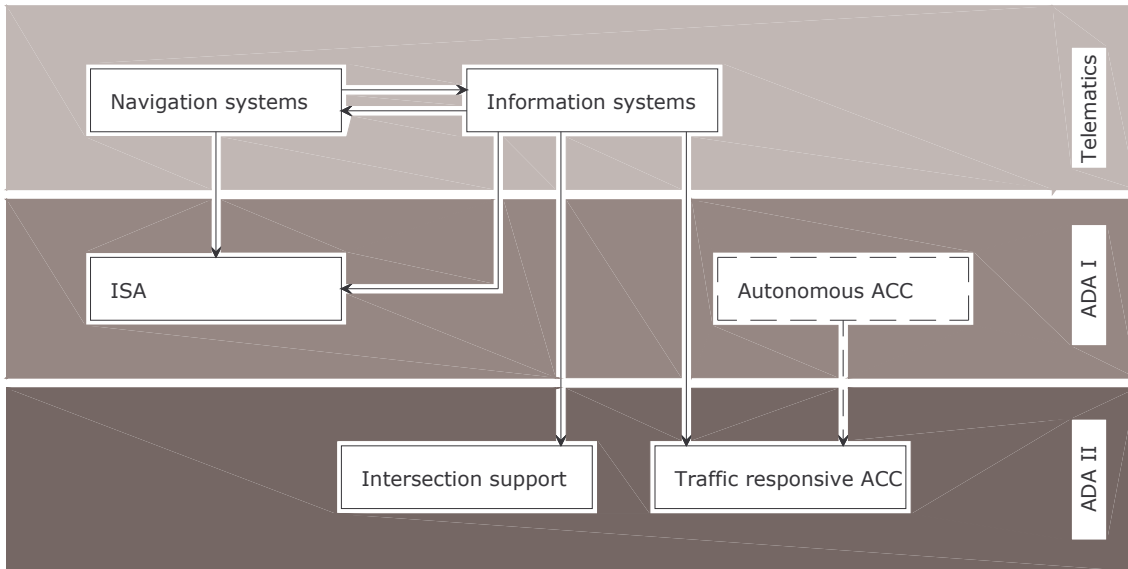 Navigation systems
Information systems
Telematics
ISA
Autonomous ACC
ADA I
Intersection support
Traffic responsive ACC
ADA II